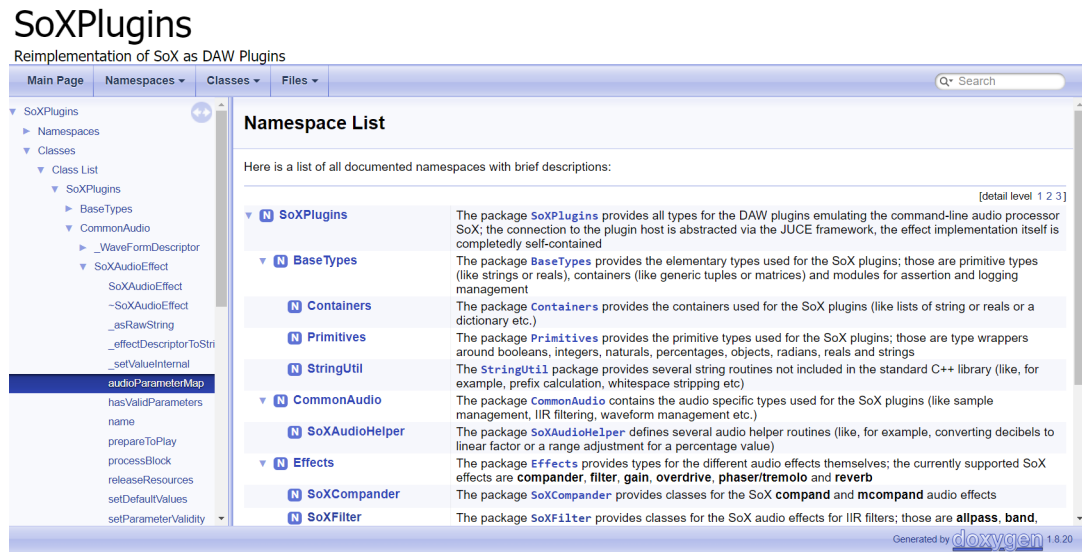 SoXPlugins
Reimplementation of SoX as DAW Plugins
Main Page Namespaces Classes Files Search
SoXPlugins
Namespaces
Classes
Class List
SoXPlugins
BaseTypes
CommonAudio
_WaveFormDescriptor
SoXAudioEffect
SoXAudioEffect
~SoXAudioEffect
_asRawString
_effectDescriptorToStri
_setValueInternal
audioParameterMap
hasValidParameters
name
prepareToPlay
processBlock
releaseResources
setDefaultValues
setParameterValidity
Namespace List
Here is a list of all documented namespaces with brief descriptions:
[detail level 1 2 3]
N SoXPlugins The package SoXPlugins provides all types for the DAW plugins emulating the command-line audio processor
SoX; the connection to the plugin host is abstracted via the JUCE framework, the effect implementation itself is
completedly self-contained
N BaseTypes The package BaseTypes provides the elementary types used for the SoX plugins; those are primitive types
(like strings or reals), containers (like generic tuples or matrices) and modules for assertion and logging
management
N Containers The package Containers provides the containers used for the SoX plugins (like lists of string or reals or a
dictionary etc.)
N Primitives The package Primitives provides the primitive types used for the SoX plugins; those are type wrappers
around booleans, integers, naturals, percentages, objects, radians, reals and strings
N StringUtil The StringUtil package provides several string routines not included in the standard C++ library (like, for
example, prefix calculation, whitespace stripping etc)
N CommonAudio The package CommonAudio contains the audio specific types used for the SoX plugins (like sample
management, IIR filtering, waveform management etc.)
N SoXAudioHelper The package SoXAudioHelper defines several audio helper routines (like, for example, converting decibels to
linear factor or a range adjustment for a percentage value)
N Effects The package Effects provides types for the different audio effects themselves; the currently supported SoX
effects are compander, filter, gain, overdrive, phaser/tremolo and reverb
N SoXCompander The package SoXCompander provides classes for the SoX compand and mcompand audio effects
N SoXFilter The package SoXFilter provides classes for the SoX audio effects for IIR filters; those are allpass, band,
Generated by doxygen 1.8.20